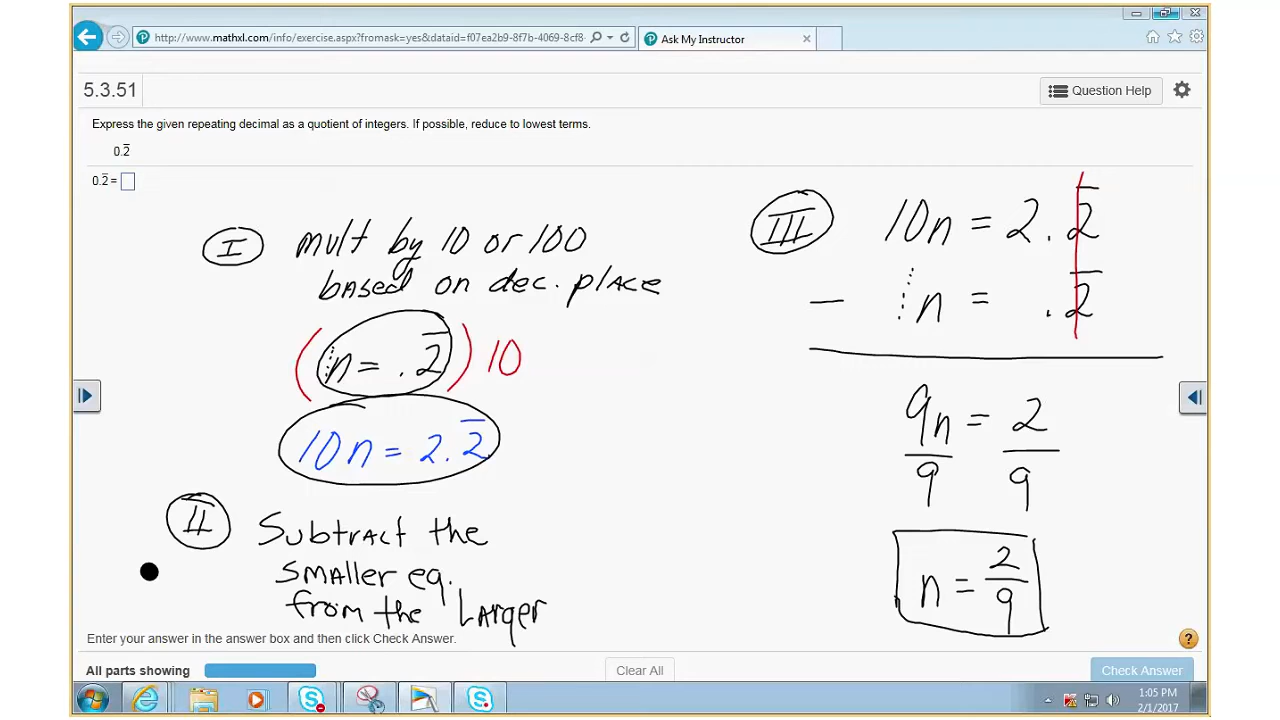 http://www.mathxl.com/info/exercise.aspx?fromask=yes&dataid=f07ea2b9-8f7b-4069-8cf8-
Ask My Instructor
5.3.51
Question Help
Express the given repeating decimal as a quotient of integers. If possible, reduce to lowest terms.
0.2̅
0.2̅ =
I mult by 10 or 100
based on dec. place
(n = .2̅) 10
10n = 2.2̅
II Subtract the
smaller eq.
from the Larger
III 10n = 2.2̅
− n = .2̅
9n = 2
9 9
n = 2/9
Enter your answer in the answer box and then click Check Answer.
?
All parts showing
Clear All
Check Answer
1:05 PM
2/1/2017